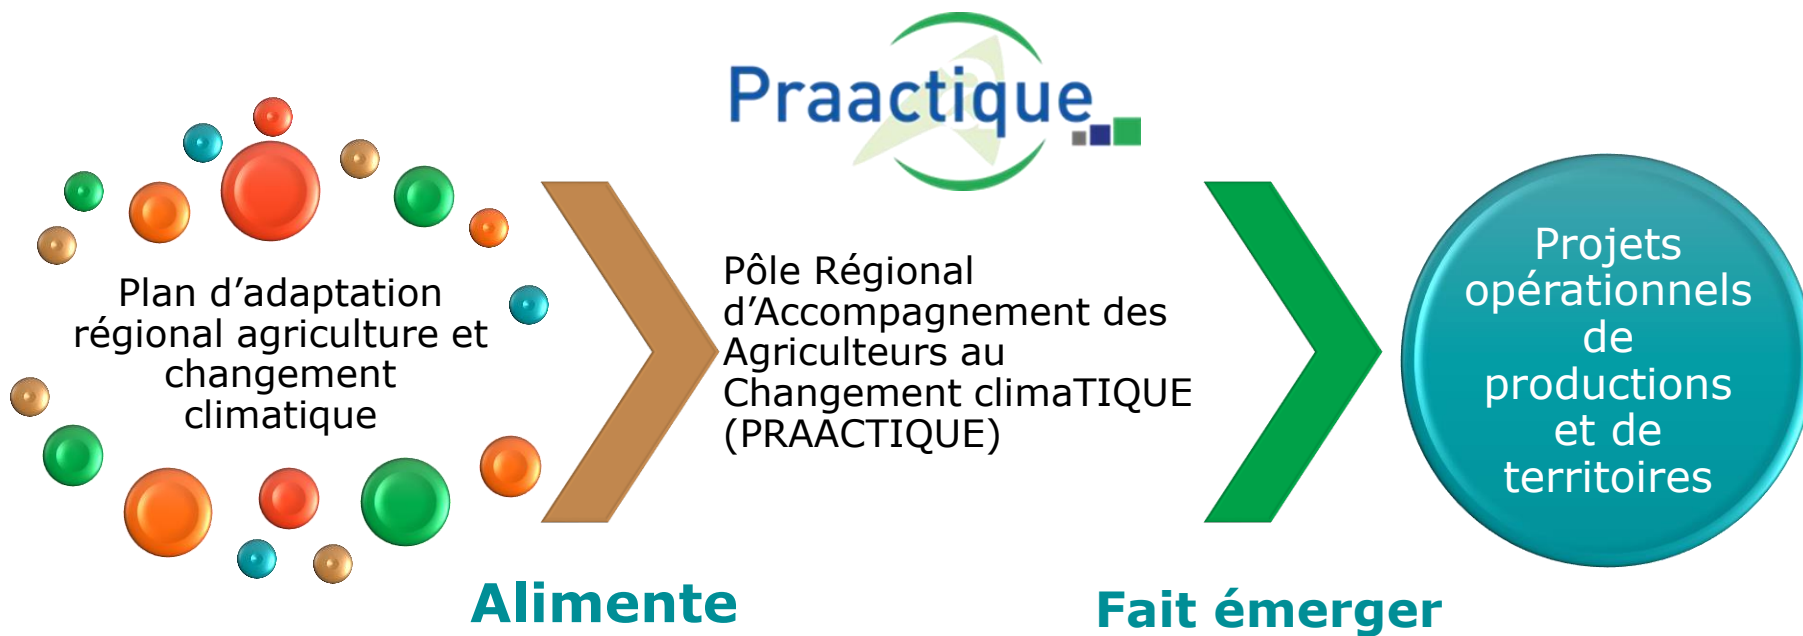 Praactique
Plan d’adaptation
régional agriculture et
changement
climatique
Pôle Régional
d’Accompagnement des
Agriculteurs au
Changement climaTIQUE
(PRAACTIQUE)
Projets
opérationnels
de
productions
et de
territoires
Alimente
Fait émerger